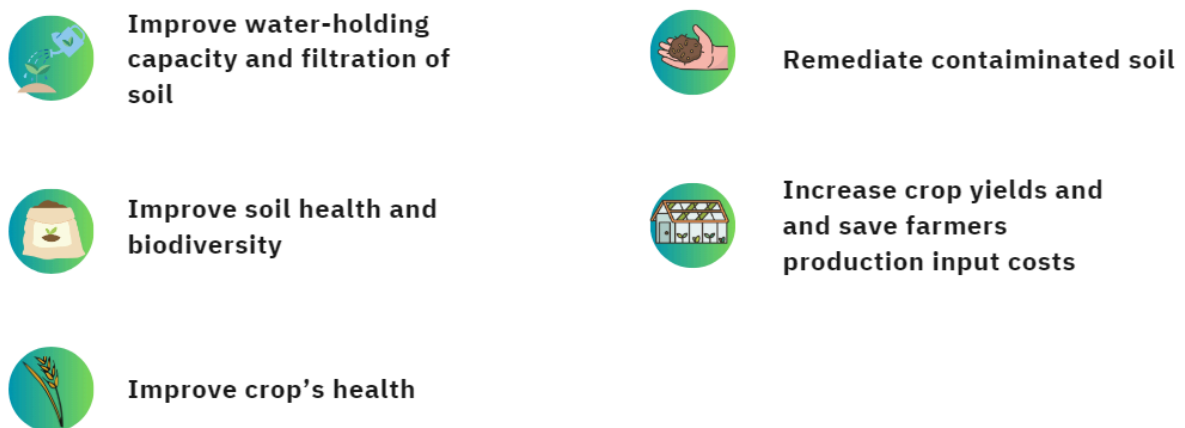 Improve water-holding
capacity and filtration of
soil
Remediate contaiminated soil
Improve soil health and
biodiversity
Increase crop yields and
and save farmers
production input costs
Improve crop’s health